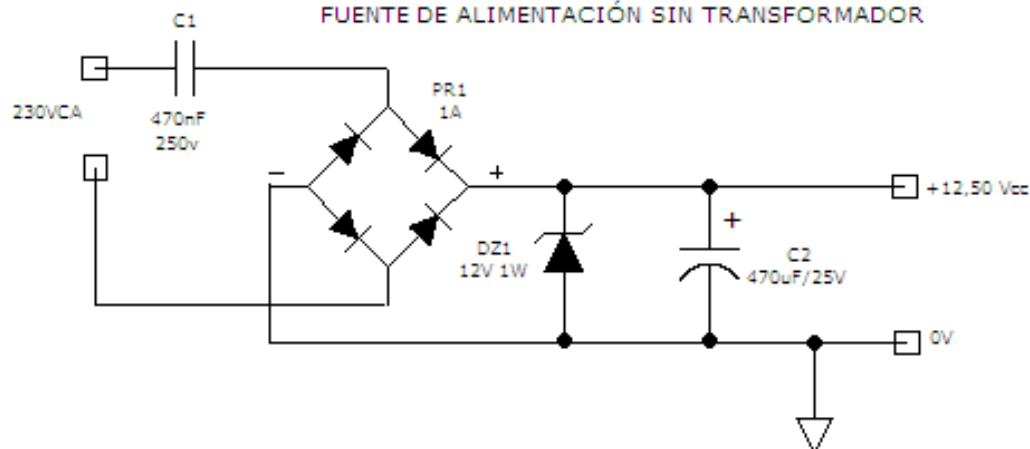 FUENTE DE ALIMENTACIÓN SIN TRANSFORMADOR
C1
230VCA
470nF
250v
PR1
1A
-
+
+12,50 Vcc
DZ1
12V 1W
+
C2
470uF/25V
0V